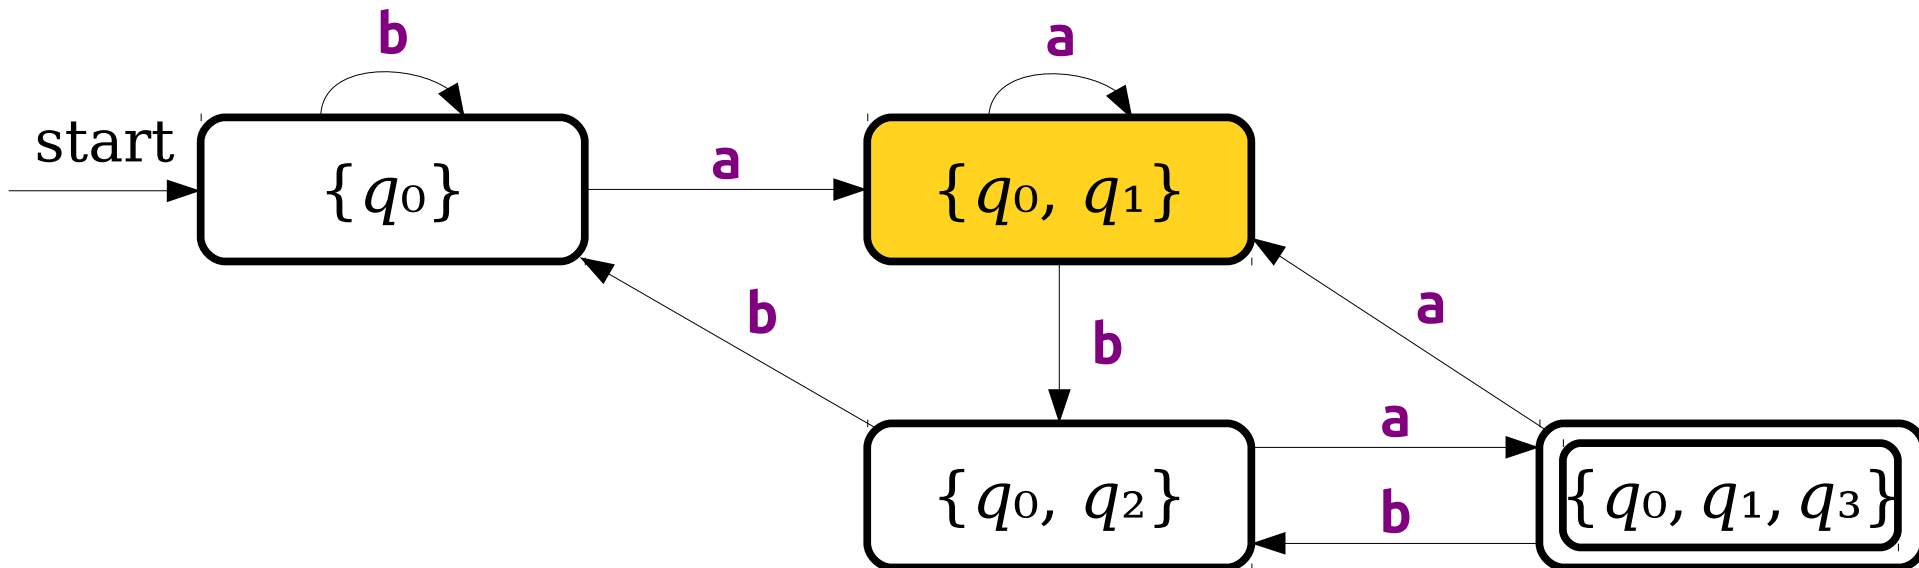 b
a
start
a
{q₀}
{q₀, q₁}
b
a
b
a
{q₀, q₂}
{q₀, q₁, q₃}
b